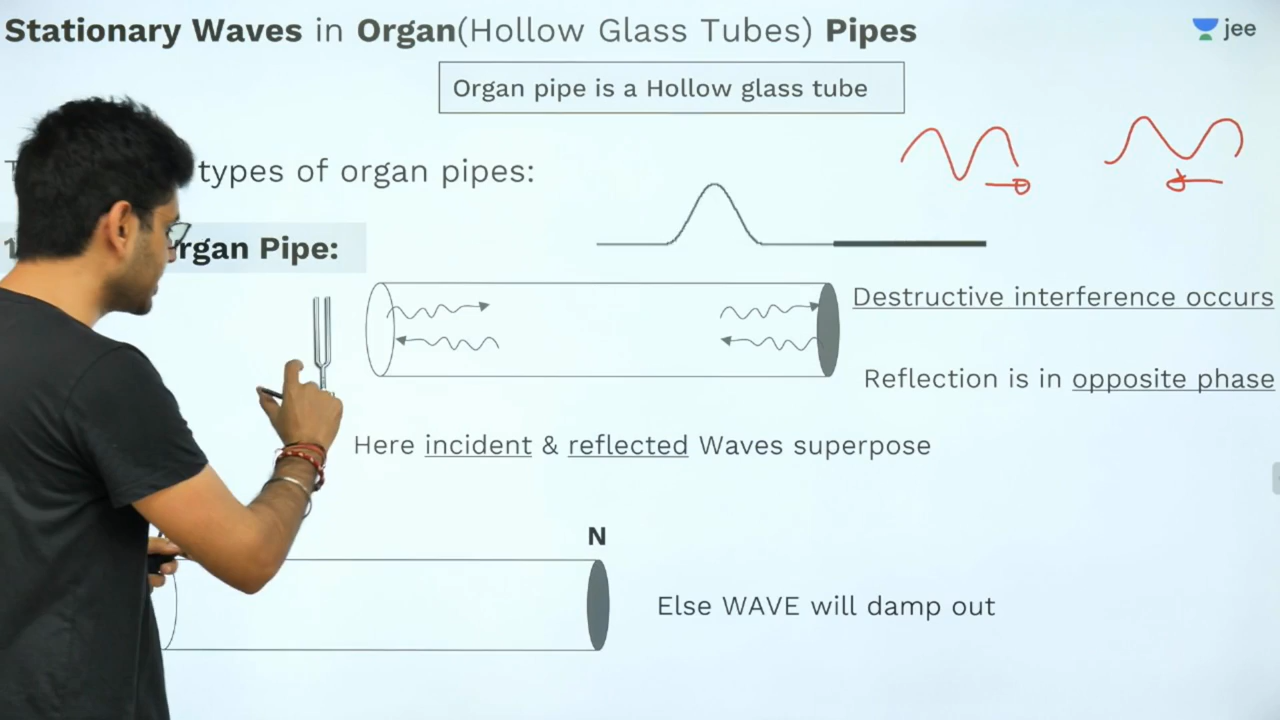 Stationary Waves in Organ(Hollow Glass Tubes) Pipes
jee
Organ pipe is a Hollow glass tube
types of organ pipes:
Organ Pipe:
Destructive interference occurs
Reflection is in opposite phase
Here incident & reflected Waves superpose
N
Else WAVE will damp out